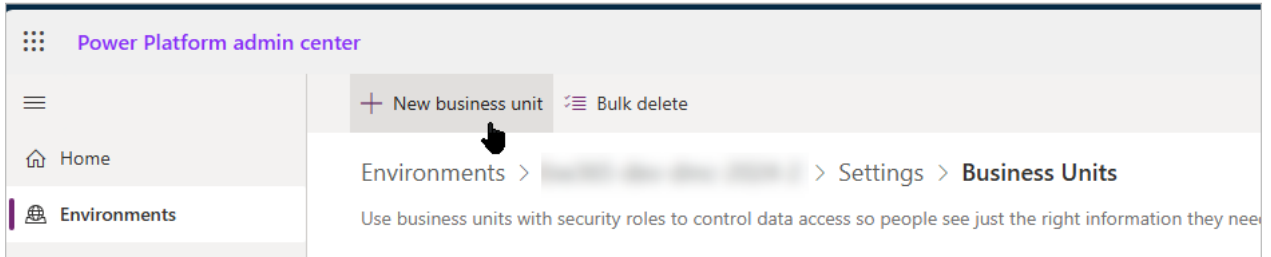 Power Platform admin center
New business unit Bulk delete
Home
Environments > > Settings > Business Units
Environments
Use business units with security roles to control data access so people see just the right information they nee